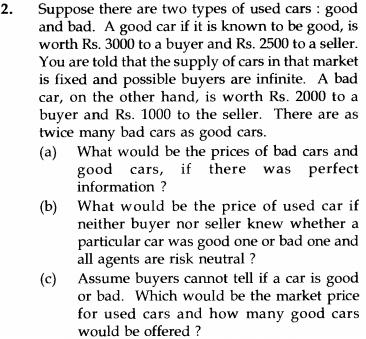 2. Suppose there are two types of used cars : good
and bad. A good car if it is known to be good, is
worth Rs. 3000 to a buyer and Rs. 2500 to a seller.
You are told that the supply of cars in that market
is fixed and possible buyers are infinite. A bad
car, on the other hand, is worth Rs. 2000 to a
buyer and Rs. 1000 to the seller. There are as
twice many bad cars as good cars.
(a) What would be the prices of bad cars and
good cars, if there was perfect
information ?
(b) What would be the price of used car if
neither buyer nor seller knew whether a
particular car was good one or bad one and
all agents are risk neutral ?
(c) Assume buyers cannot tell if a car is good
or bad. Which would be the market price
for used cars and how many good cars
would be offered ?